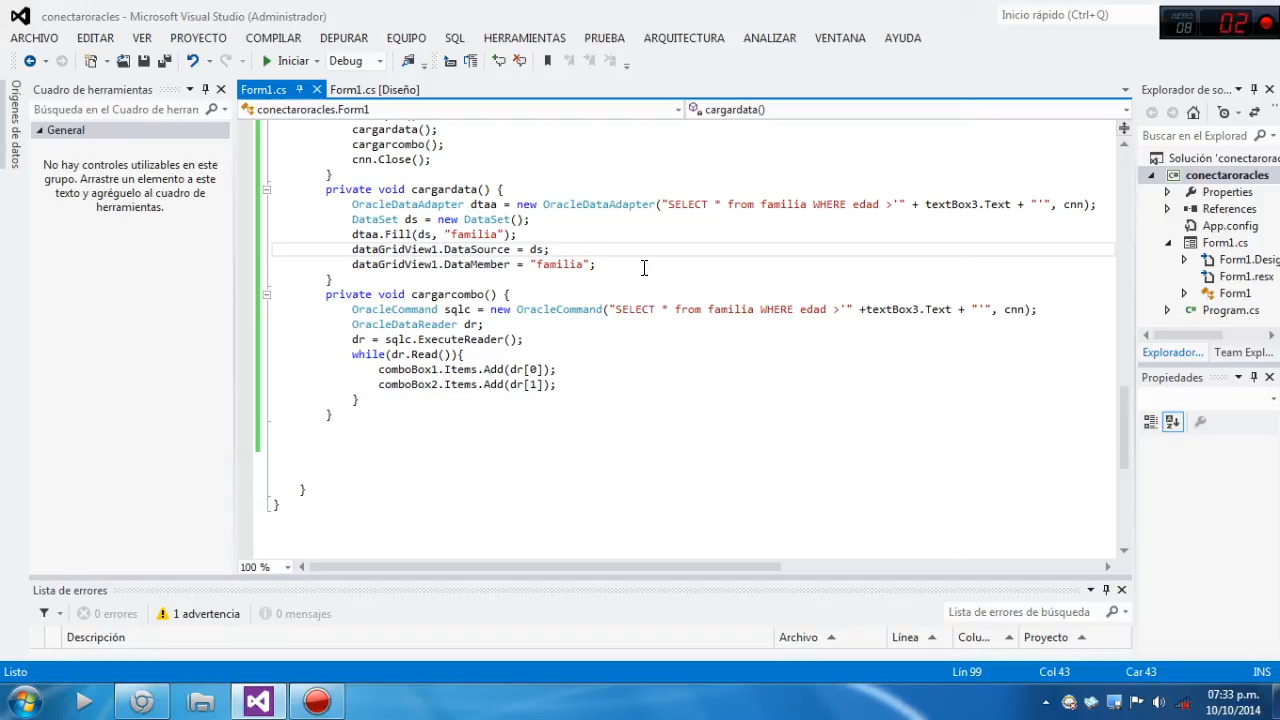 conectaroracles - Microsoft Visual Studio (Administrador)
Inicio rápido (Ctrl+Q)
AERO
08
02
ARCHIVO EDITAR VER PROYE COMPILAR DEPURAR EQUIPO SQL AS PRUEBA ARQUITECTURA ANALIZAR VENTANA AYUDA
Iniciar Debug
Orígenes de datos
Cuadro de herramientas
Búsqueda en el Cuadro de herran
General
No hay controles utilizables en este
grupo. Arrastre un elemento a este
texto y agréguelo al cuadro de
herramientas.
Form1.cs Form1.cs [Diseño]
conectaroracles.Form1 cargardata()
cargardata();
cargarcombo();
cnn.Close();
}
private void cargardata() {
OracleDataAdapter dtaa = new OracleDataAdapter("SELECT * from familia WHERE edad >'" + textBox3.Text + "'", cnn);
DataSet ds = new DataSet();
dtaa.Fill(ds, "familia");
dataGridView1.DataSource = ds;
dataGridView1.DataMember = "familia";
}
private void cargarcombo() {
OracleCommand sqlc = new OracleCommand("SELECT * from familia WHERE edad >'" +textBox3.Text + "'", cnn);
OracleDataReader dr;
dr = sqlc.ExecuteReader();
while(dr.Read()){
comboBox1.Items.Add(dr[0]);
comboBox2.Items.Add(dr[1]);
}
}
}
}
100 %
Explorador de so...
Buscar en el Explorad
Solución 'conectarorac
conectaroracles
Properties
References
App.config
Form1.cs
Form1.Desi
Form1.resx
Form1
Program.cs
Explorador... Team Explo
Propiedades
Lista de errores
0 errores 1 advertencia 0 mensajes
Lista de errores de búsqueda
Descripción Archivo Línea Colu... Proyecto
Listo Lín 99 Col 43 Car 43 INS
07:33 p.m.
10/10/2014